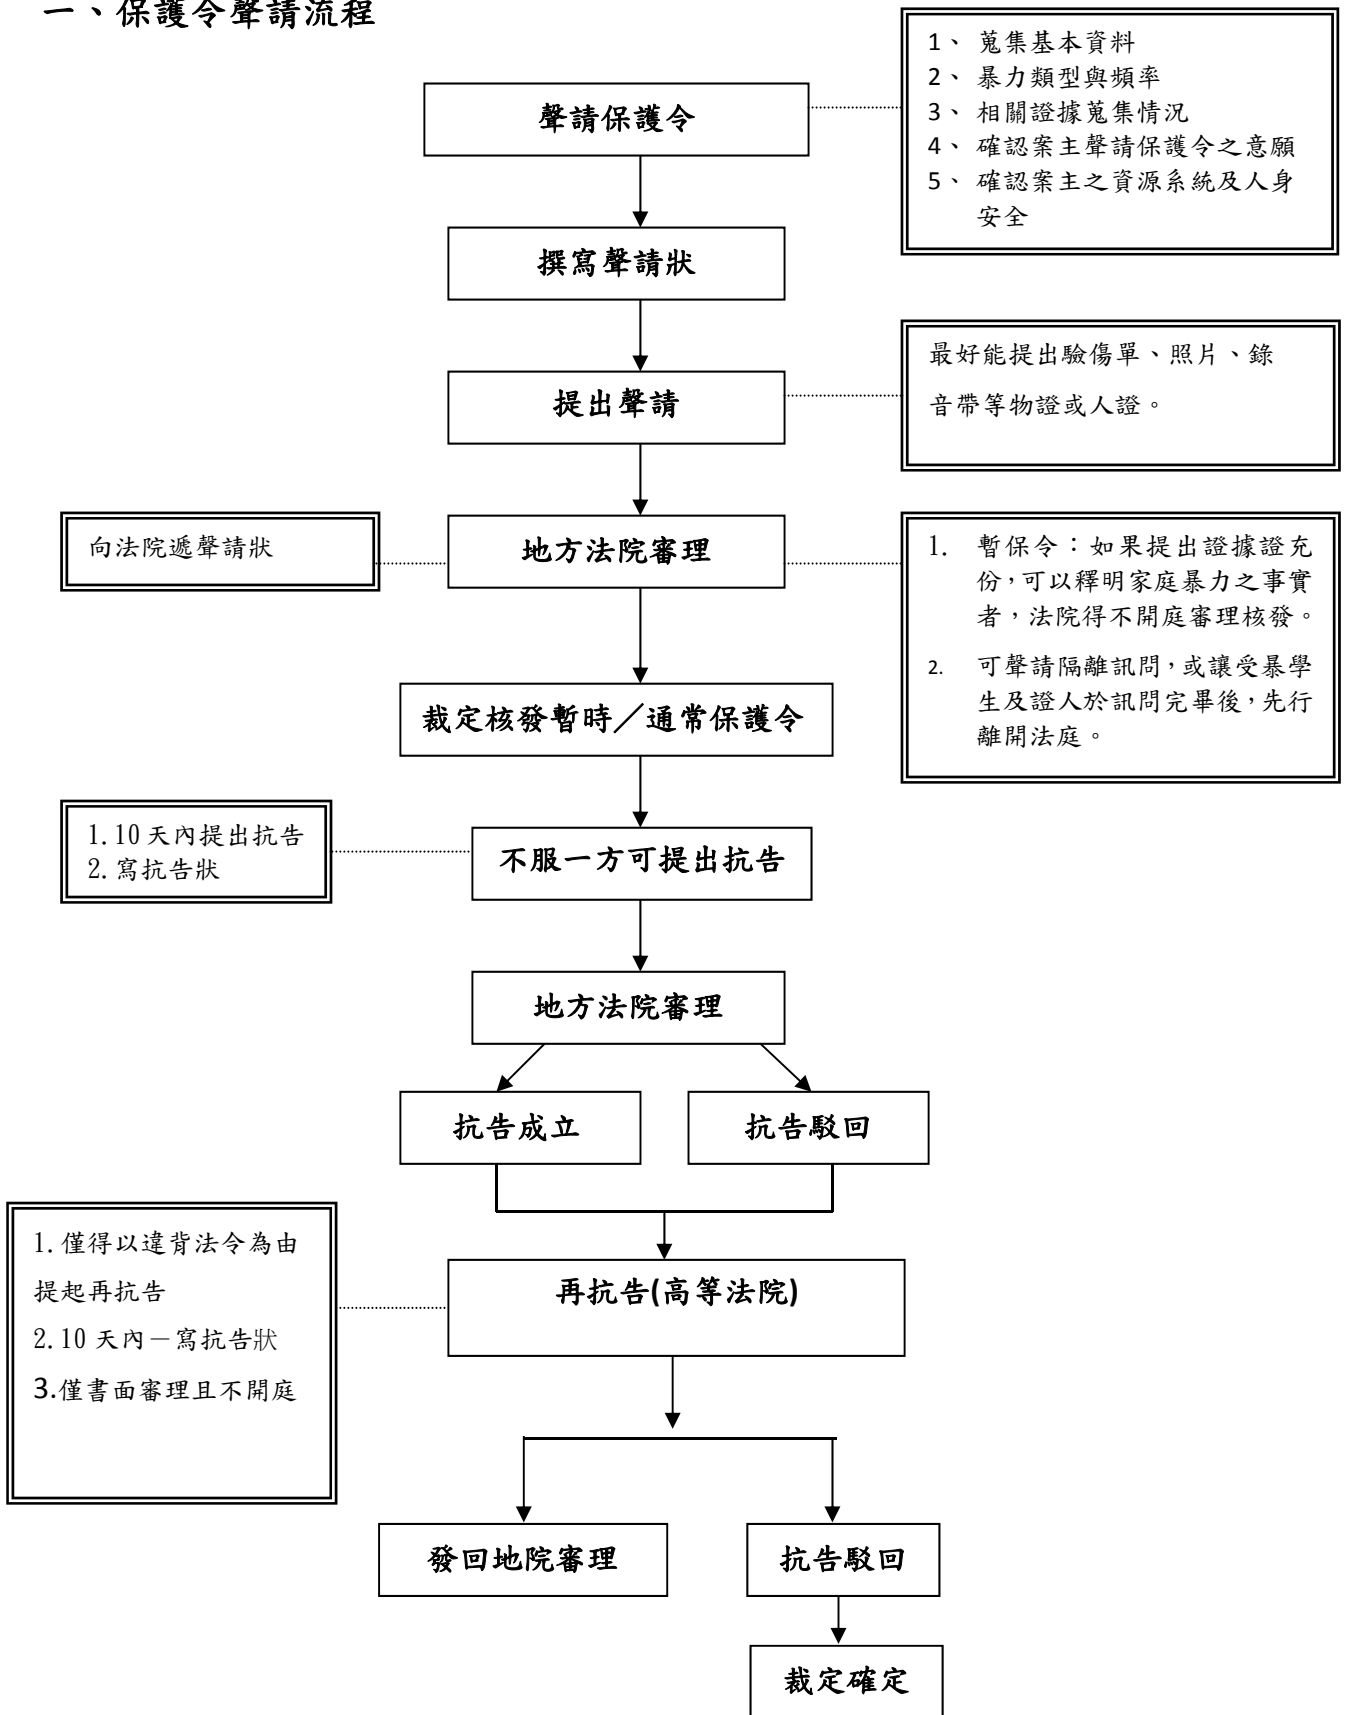 一、保護令聲請流程
1、 蒐集基本資料
2、 暴力類型與頻率
3、 相關證據蒐集情況
4、 確認案主聲請保護令之意願
5、 確認案主之資源系統及人身
安全
聲請保護令
撰寫聲請狀
最好能提出驗傷單、照片、錄
音帶等物證或人證。
提出聲請
向法院遞聲請狀
地方法院審理
1. 暫保令：如果提出證據證充
份，可以釋明家庭暴力之事實
者，法院得不開庭審理核發。
2. 可聲請隔離訊問，或讓受暴學
生及證人於訊問完畢後，先行
離開法庭。
裁定核發暫時／通常保護令
1.10 天內提出抗告
2.寫抗告狀
不服一方可提出抗告
地方法院審理
抗告成立
抗告駁回
1.僅得以違背法令為由
提起再抗告
2.10 天內－寫抗告狀
3.僅書面審理且不開庭
再抗告(高等法院)
發回地院審理
抗告駁回
裁定確定